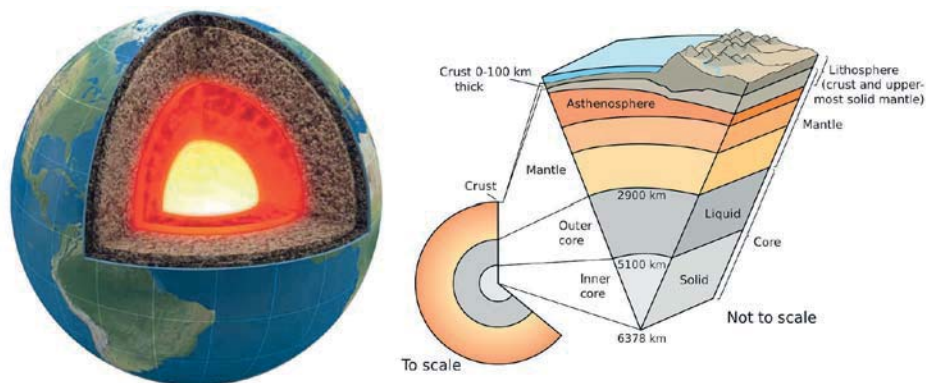 Crust 0-100 km
thick
Asthenosphere
Lithosphere
(crust and upper-
most solid mantle)
Mantle
Mantle
Crust
2900 km
Liquid
Outer
core
Core
5100 km
Inner
core
Solid
Not to scale
6378 km
To scale